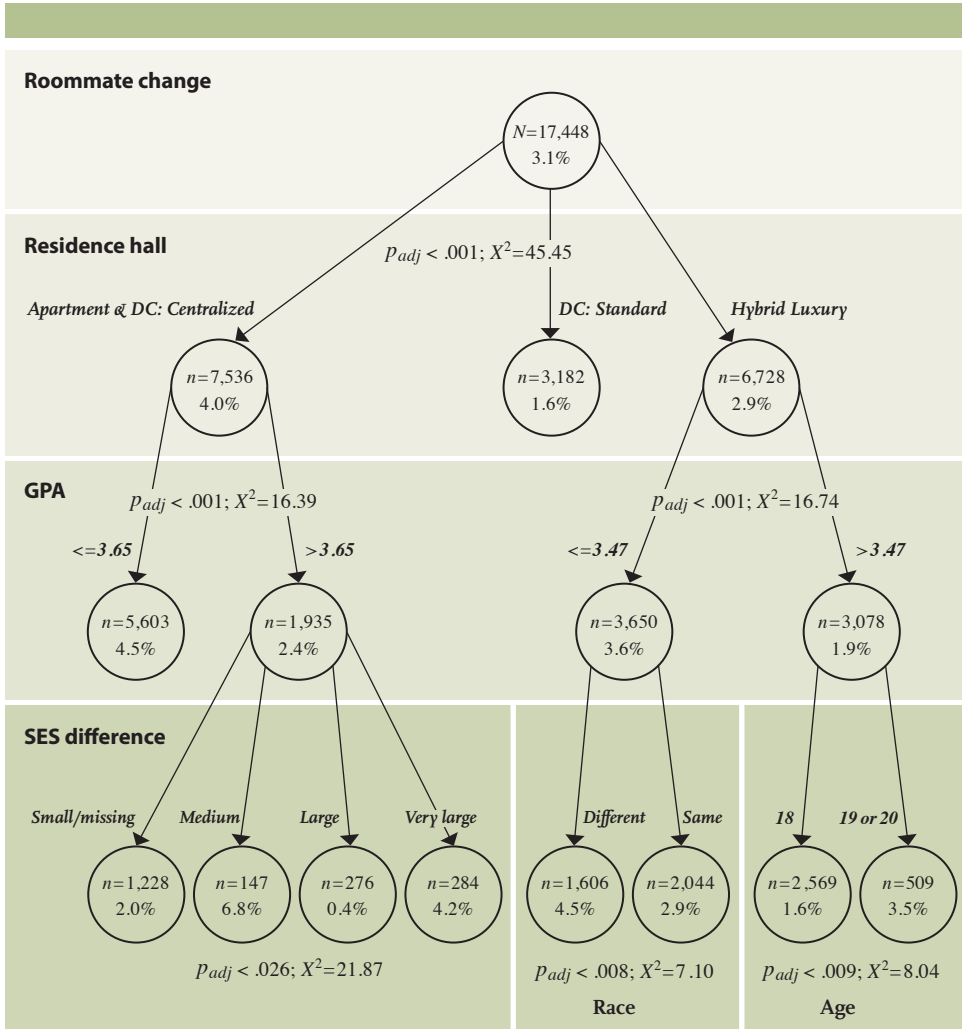 Roommate change
N=17,448
3.1%
Residence hall
p adj < .001; X²=45.45
Apartment & DC: Centralized
DC: Standard
Hybrid Luxury
n=7,536
4.0%
n=3,182
1.6%
n=6,728
2.9%
GPA
p adj < .001; X²=16.39
p adj < .001; X²=16.74
<=3.65
>3.65
<=3.47
>3.47
n=5,603
4.5%
n=1,935
2.4%
n=3,650
3.6%
n=3,078
1.9%
SES difference
Small/missing
Medium
Large
Very large
Different
Same
18
19 or 20
n=1,228
2.0%
n=147
6.8%
n=276
0.4%
n=284
4.2%
n=1,606
4.5%
n=2,044
2.9%
n=2,569
1.6%
n=509
3.5%
p adj < .026; X²=21.87
p adj < .008; X²=7.10
p adj < .009; X²=8.04
Race
Age